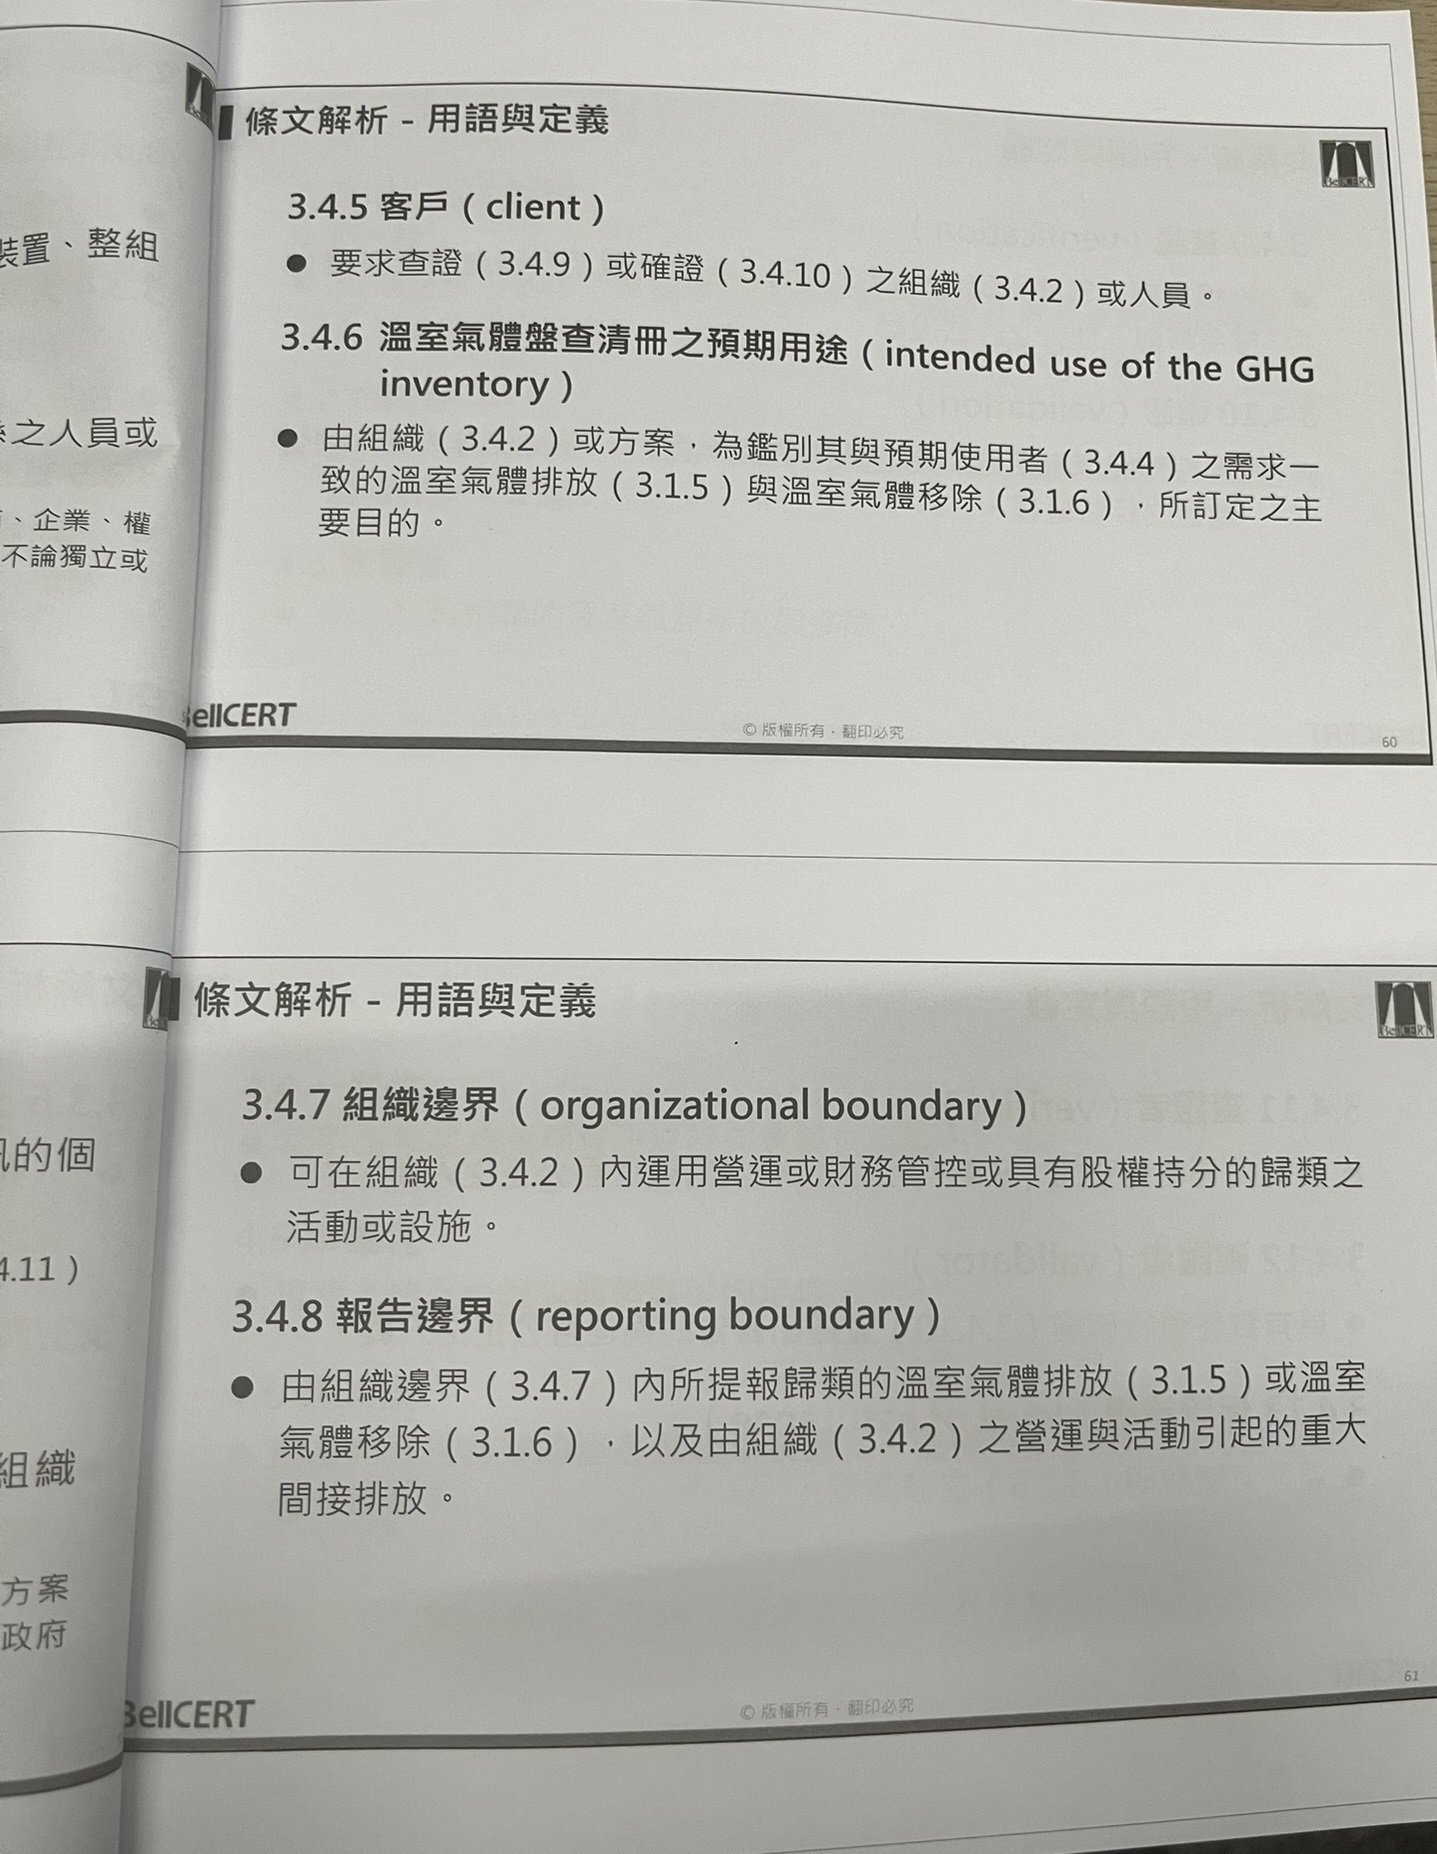 裝置、整組
之人員或
、企業、權
不論獨立或
條文解析 - 用語與定義
BellCERT
3.4.5 客戶（client）
● 要求查證（3.4.9）或確證（3.4.10）之組織（3.4.2）或人員。
3.4.6 溫室氣體盤查清冊之預期用途（intended use of the GHG
inventory）
● 由組織（3.4.2）或方案，為鑑別其與預期使用者（3.4.4）之需求一
致的溫室氣體排放（3.1.5）與溫室氣體移除（3.1.6），所訂定之主
要目的。
BellCERT
© 版權所有，翻印必究
60
的個
4.11）
組織
方案
政府
條文解析 - 用語與定義
BellCERT
3.4.7 組織邊界（organizational boundary）
● 可在組織（3.4.2）內運用營運或財務管控或具有股權持分的歸類之
活動或設施。
3.4.8 報告邊界（reporting boundary）
● 由組織邊界（3.4.7）內所提報歸類的溫室氣體排放（3.1.5）或溫室
氣體移除（3.1.6），以及由組織（3.4.2）之營運與活動引起的重大
間接排放。
BellCERT
© 版權所有，翻印必究
61